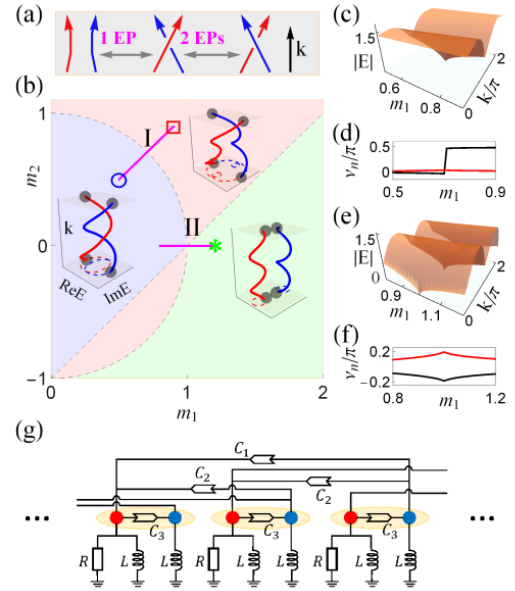 (a)
1 EP
2 EPs
k
(b)
1
m₂
0
−1
0
1
2
m₁
I
II
k
ReE
ImE
(c)
1.5
|E|
0.6
m₁
0.8
0
k/π
2
(d)
0.5
νₙ/π
0
0.5
m₁
0.9
(e)
1.5
|E|
0
0.9
m₁
1.1
0
k/π
2
(f)
0.2
νₙ/π
−0.2
0.8
m₁
1.2
(g)
C₁
C₂
C₂
... C₃ C₃ C₃ ...
R L L R L L R L L